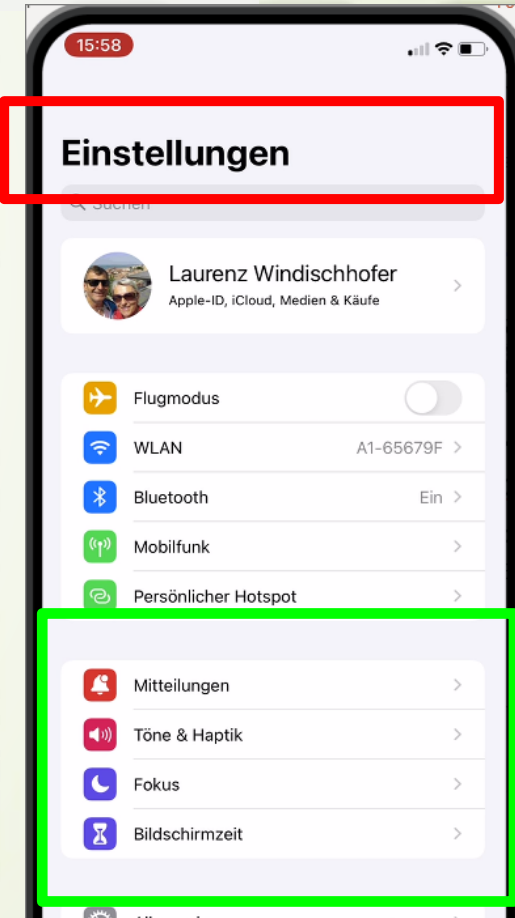 15:58
Einstellungen
Suchen
Laurenz Windischhofer
Apple-ID, iCloud, Medien & Käufe
Flugmodus
WLAN A1-65679F
Bluetooth Ein
Mobilfunk
Persönlicher Hotspot
Mitteilungen
Töne & Haptik
Fokus
Bildschirmzeit